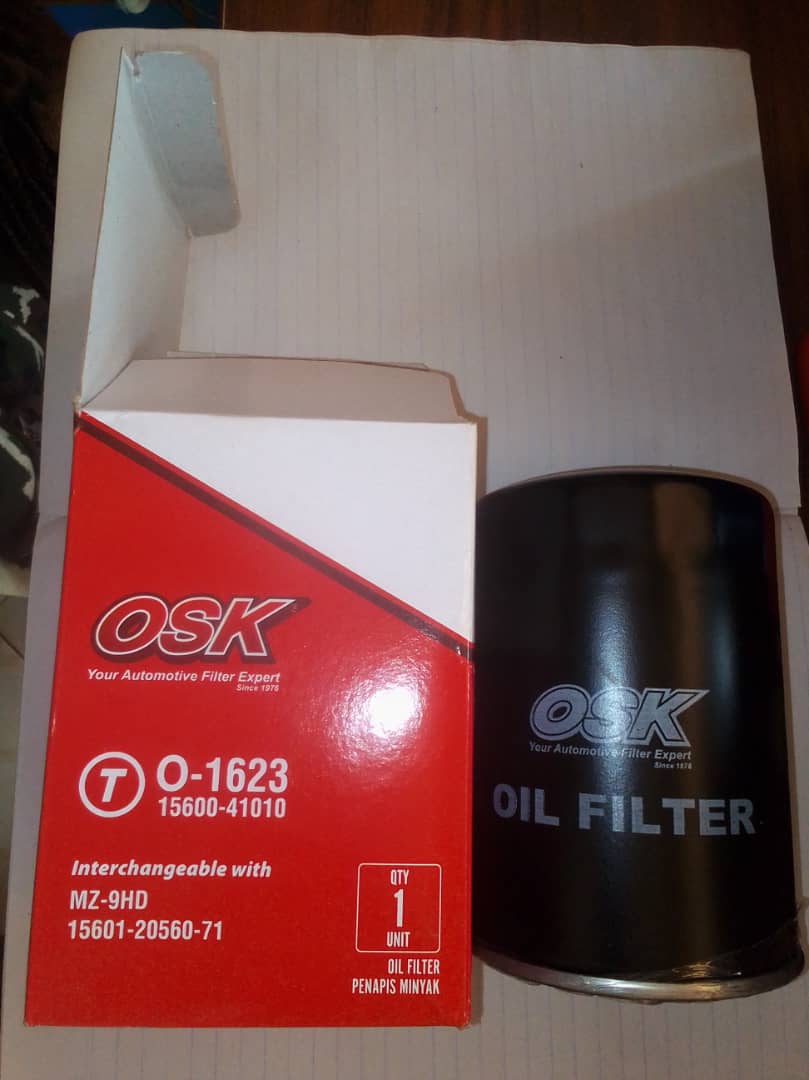 OSK
Your Automotive Filter Expert
Since 1978
T O-1623
15600-41010
Interchangeable with
MZ-9HD
15601-20560-71
QTY
1
UNIT
OIL FILTER
PENAPIS MINYAK
OSK
Your Automotive Filter Expert
Since 1978
OIL FILTER